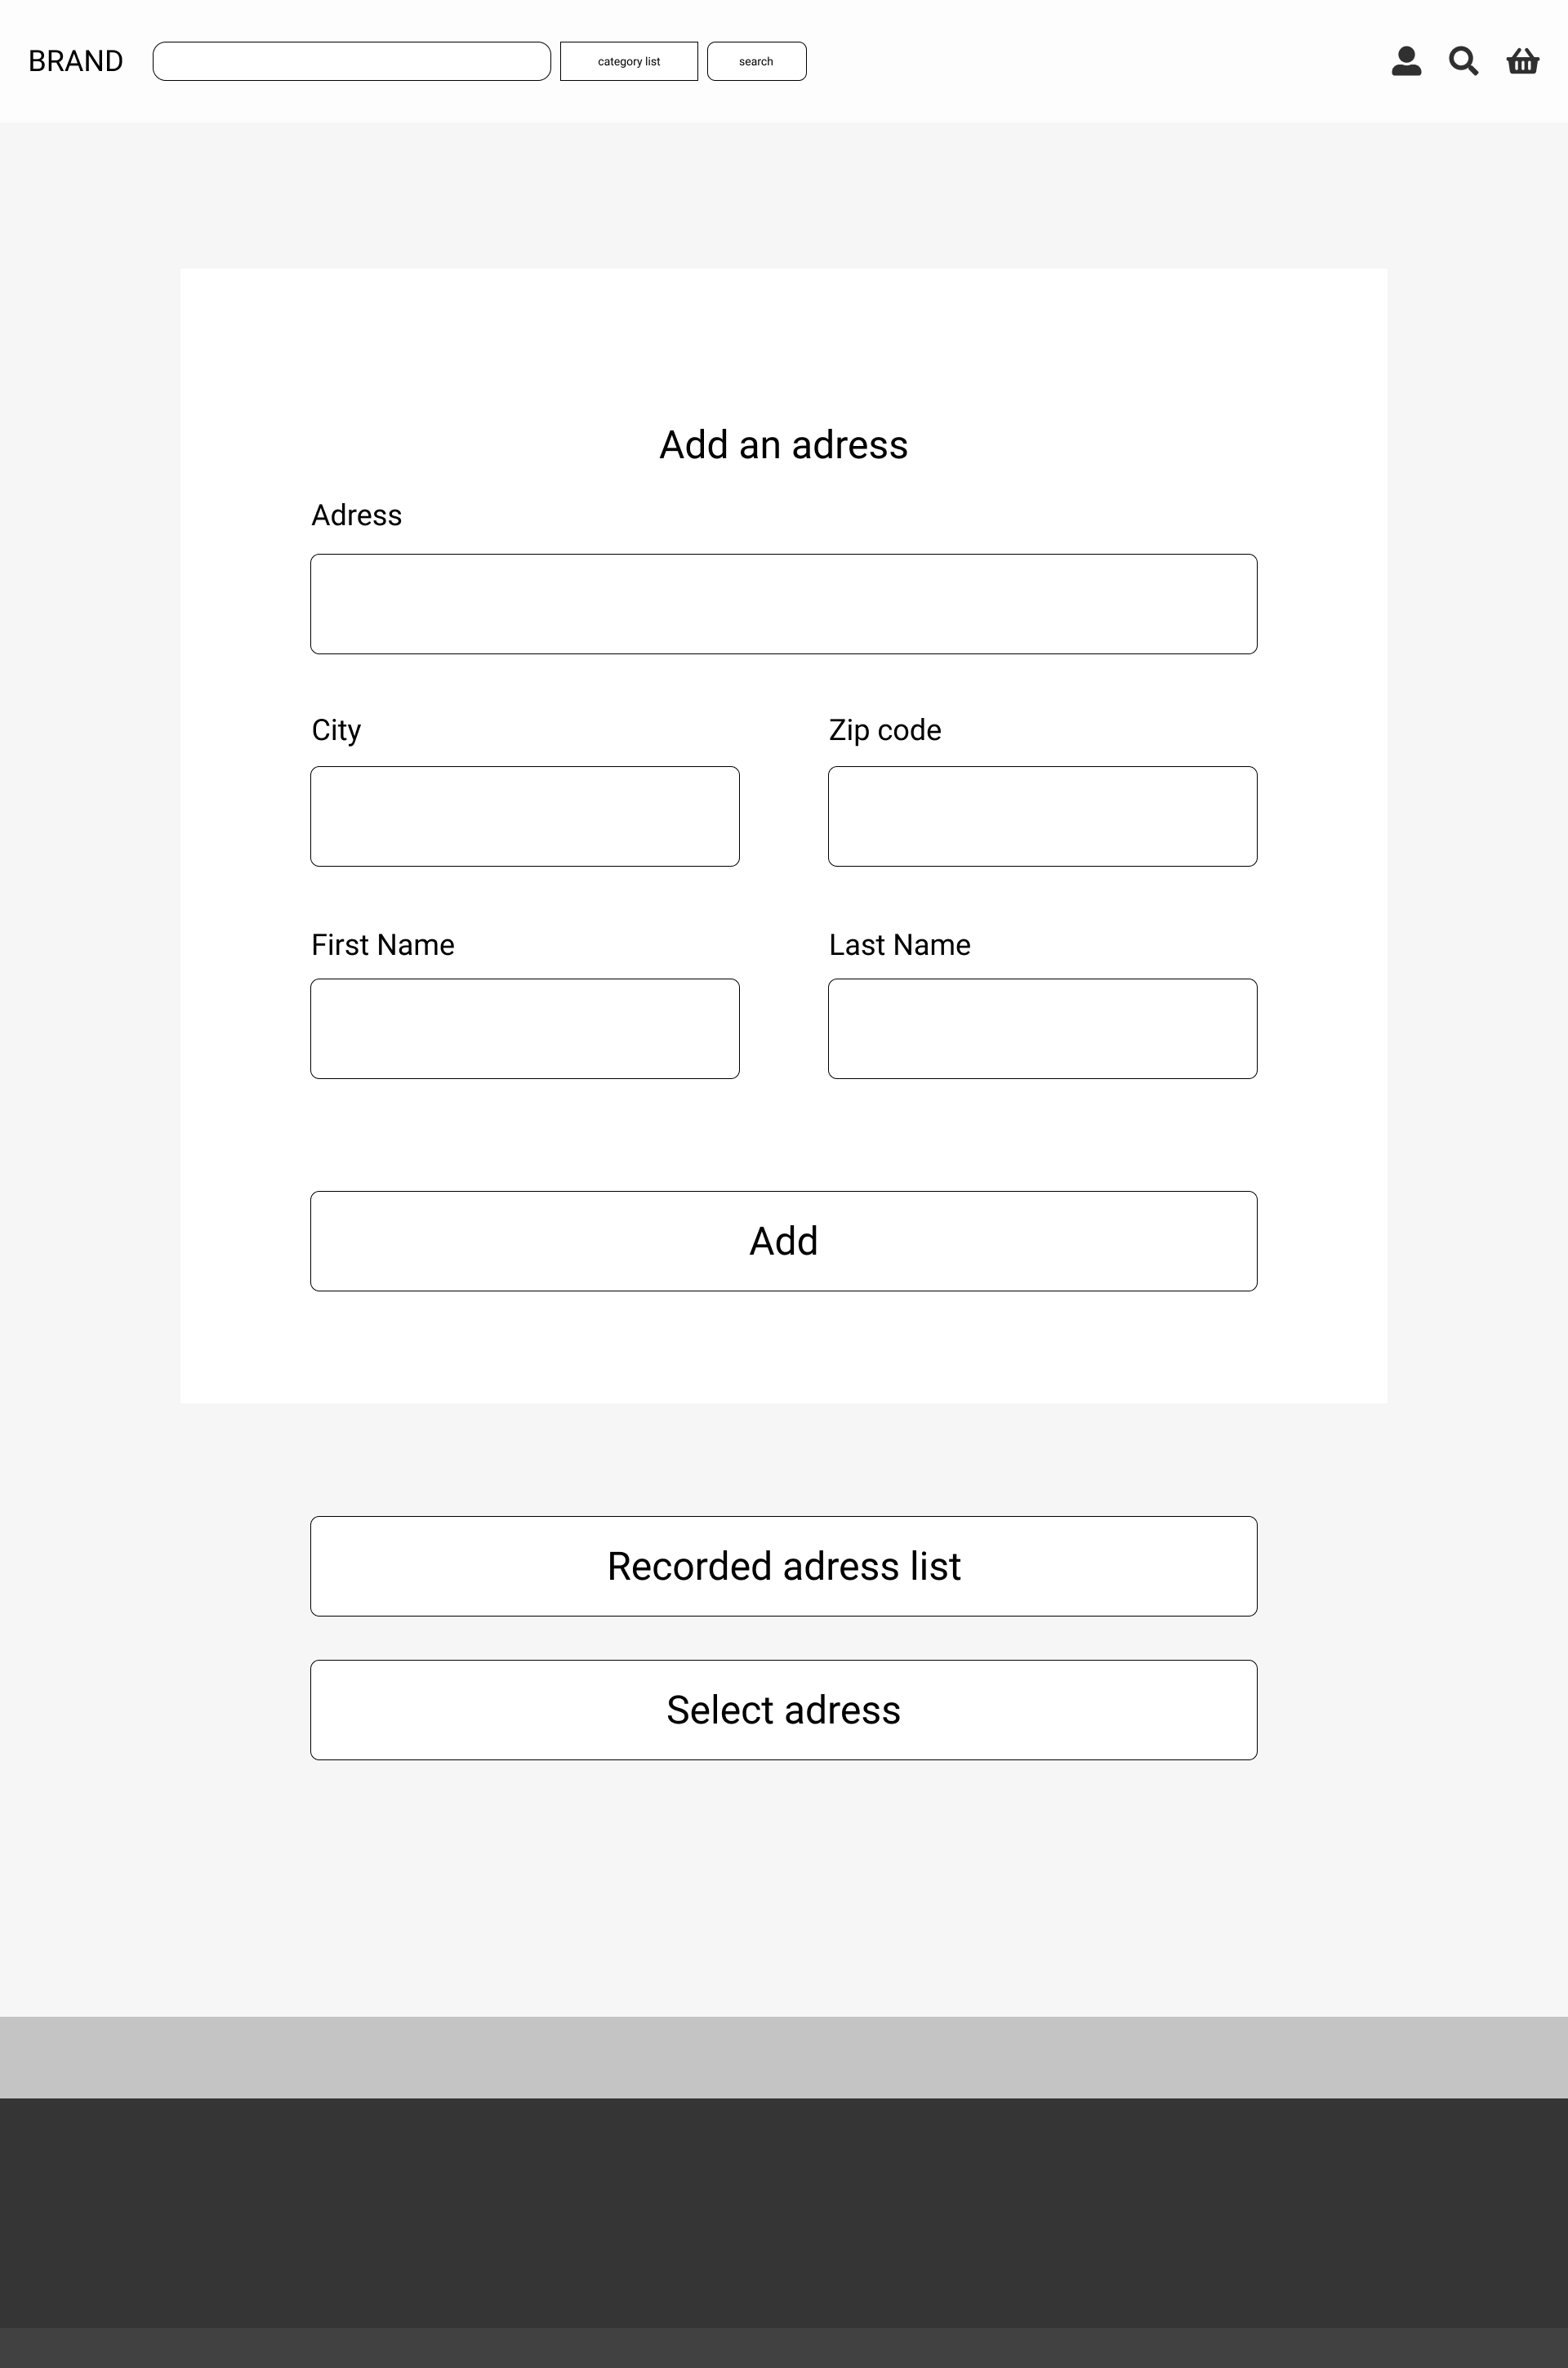 BRAND
category list
search
Add an adress
Adress
City
Zip code
First Name
Last Name
Add
Recorded adress list
Select adress